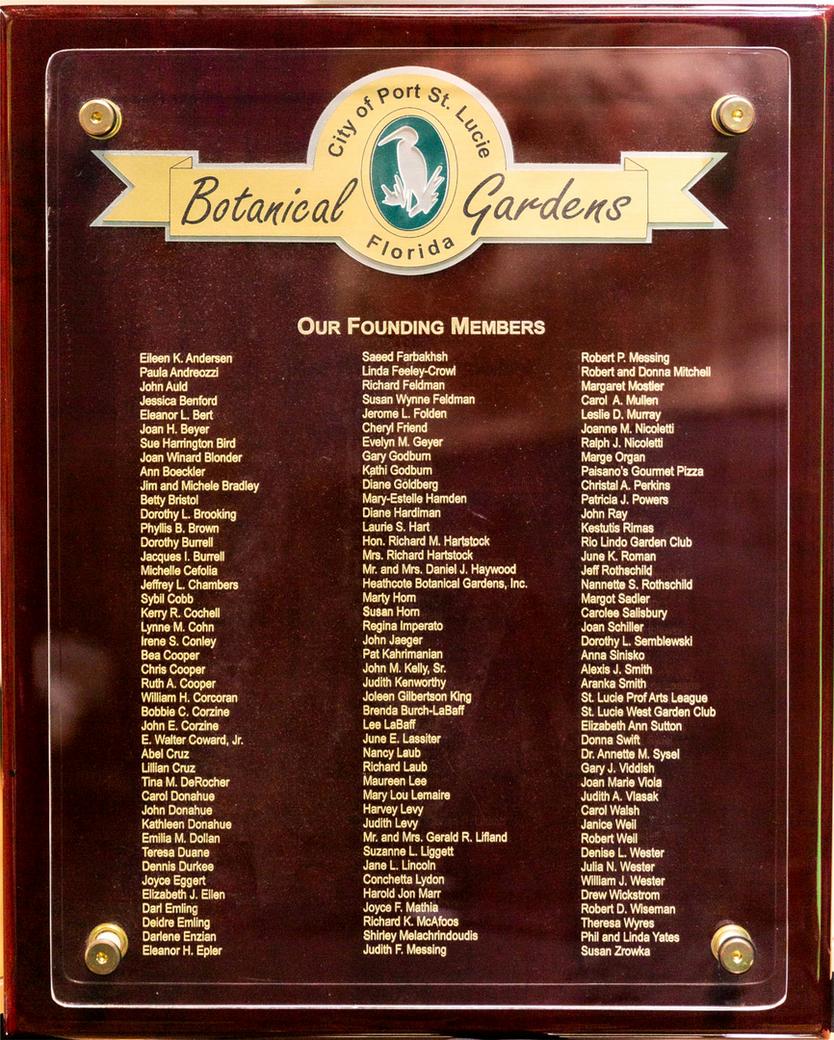 City of Port St. Lucie
Botanical Gardens
Florida
OUR FOUNDING MEMBERS
Eileen K. Andersen
Paula Andreozzi
John Auld
Jessica Benford
Eleanor L. Bert
Joan H. Beyer
Sue Harrington Bird
Joan Winard Blonder
Ann Boeckler
Jim and Michele Bradley
Betty Bristol
Dorothy L. Brooking
Phyllis B. Brown
Dorothy Burrell
Jacques I. Burrell
Michelle Cefolia
Jeffrey L. Chambers
Sybil Cobb
Kerry R. Cochell
Lynne M. Cohn
Irene S. Conley
Bea Cooper
Chris Cooper
Ruth A. Cooper
William H. Corcoran
Bobbie C. Corzine
John E. Corzine
E. Walter Coward, Jr.
Abel Cruz
Lillian Cruz
Tina M. DeRocher
Carol Donahue
John Donahue
Kathleen Donahue
Emilia M. Dolian
Teresa Duane
Dennis Durkee
Joyce Eggert
Elizabeth J. Ellen
Darl Emling
Deidre Emling
Darlene Enzian
Eleanor H. Epler
Saeed Farbakhsh
Linda Feeley-Crowl
Richard Feldman
Susan Wynne Feldman
Jerome L. Folden
Cheryl Friend
Evelyn M. Geyer
Gary Godburn
Kathi Godburn
Diane Goldberg
Mary-Estelle Hamden
Diane Hardiman
Laurie S. Hart
Hon. Richard M. Hartstock
Mrs. Richard Hartstock
Mr. and Mrs. Daniel J. Haywood
Heathcote Botanical Gardens, Inc.
Marty Horn
Susan Horn
Regina Imperato
John Jaeger
Pat Kahrimanian
John M. Kelly, Sr.
Judith Kenworthy
Joleen Gilbertson King
Brenda Burch-LaBaff
Lee LaBaff
June E. Lassiter
Nancy Laub
Richard Laub
Maureen Lee
Mary Lou Lemaire
Harvey Levy
Judith Levy
Mr. and Mrs. Gerald R. Lifland
Suzanne L. Liggett
Jane L. Lincoln
Conchetta Lydon
Harold Jon Marr
Joyce F. Mathia
Richard K. McAfoos
Shirley Melachrindoudis
Judith F. Messing
Robert P. Messing
Robert and Donna Mitchell
Margaret Mostler
Carol A. Mullen
Leslie D. Murray
Joanne M. Nicoletti
Ralph J. Nicoletti
Marge Organ
Paisano's Gourmet Pizza
Christal A. Perkins
Patricia J. Powers
John Ray
Kestutis Rimas
Rio Lindo Garden Club
June K. Roman
Jeff Rothschild
Nannette S. Rothschild
Margot Sadler
Carolee Salisbury
Joan Schiller
Dorothy L. Semblewski
Anna Sinisko
Alexis J. Smith
Aranka Smith
St. Lucie Prof Arts League
St. Lucie West Garden Club
Elizabeth Ann Sutton
Donna Swift
Dr. Annette M. Sysel
Gary J. Viddish
Joan Marie Viola
Judith A. Vlasak
Carol Walsh
Janice Weil
Robert Weil
Denise L. Wester
Julia N. Wester
William J. Wester
Drew Wickstrom
Robert D. Wiseman
Theresa Wyres
Phil and Linda Yates
Susan Zrowka